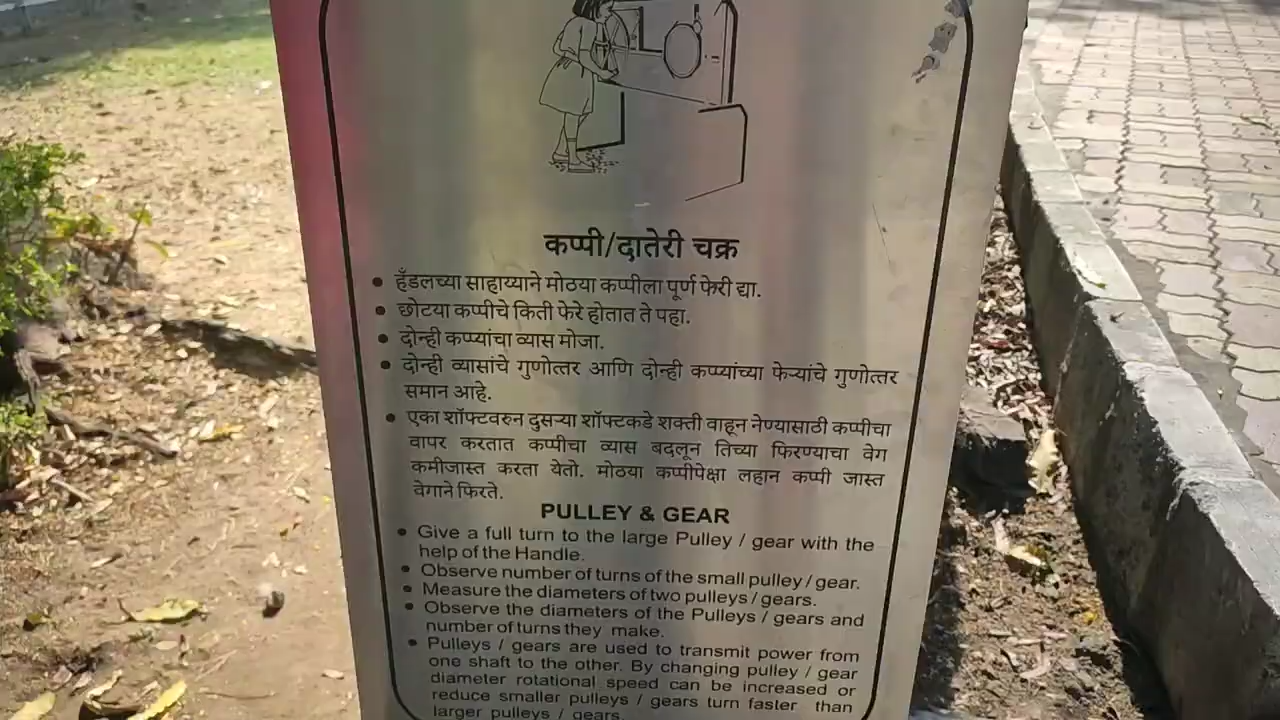 कप्पी/दातेरी चक्र
• हँडलच्या साहाय्याने मोठया कप्पीला पूर्ण फेरी द्या.
• छोटया कप्पीचे किती फेरे होतात ते पहा.
• दोन्ही कप्प्यांचा व्यास मोजा.
• दोन्ही व्यासांचे गुणोत्तर आणि दोन्ही कप्प्यांच्या फेऱ्यांचे गुणोत्तर
समान आहे.
• एका शॉफ्टवरुन दुसऱ्या शॉफ्टकडे शक्ती वाहून नेण्यासाठी कप्पीचा
वापर करतात कप्पीचा व्यास बदलून तिच्या फिरण्याचा वेग
कमीजास्त करता येतो. मोठया कप्पीपेक्षा लहान कप्पी जास्त
वेगाने फिरते.
PULLEY & GEAR
• Give a full turn to the large Pulley / gear with the
help of the Handle.
• Observe number of turns of the small pulley / gear.
• Measure the diameters of two pulleys / gears.
• Observe the diameters of the Pulleys / gears and
number of turns they make.
• Pulleys / gears are used to transmit power from
one shaft to the other. By changing pulley / gear
diameter rotational speed can be increased or
reduce smaller pulleys / gears turn faster than
larger pulleys / gears.